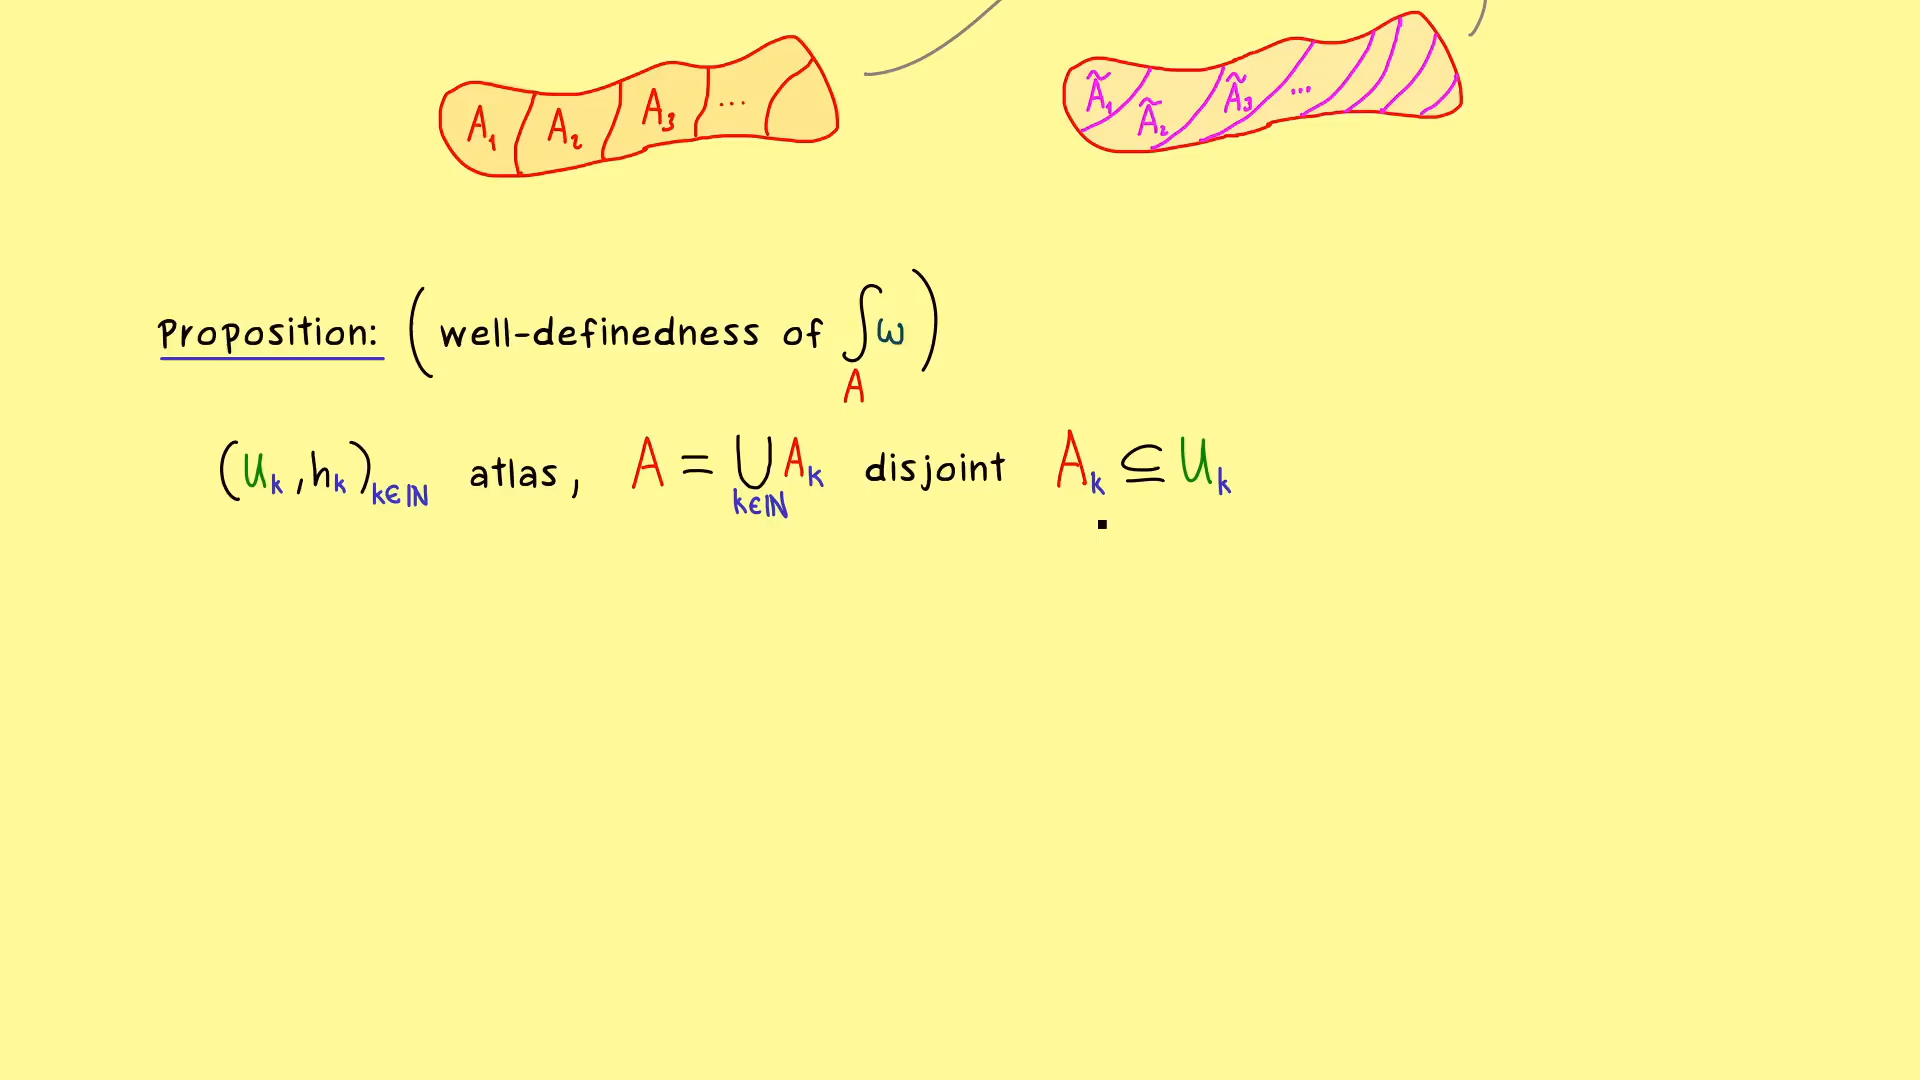 A₁ A₂ A₃ ... Ã₁ Ã₂ Ã₃ ...
Proposition: (well-definedness of ∫_A ω)
(U_k, h_k)_{k∈ℕ} atlas, A = ⋃_{k∈ℕ} A_k disjoint A_k ⊆ U_k